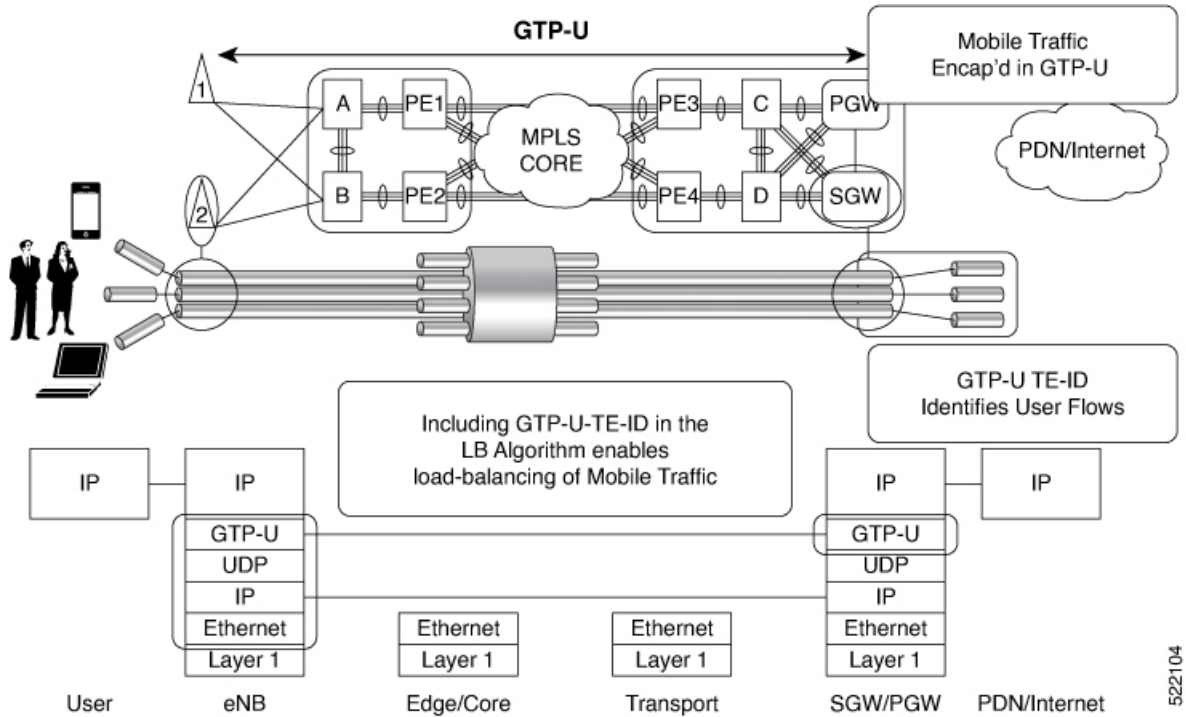 GTP-U
Mobile Traffic
Encap'd in GTP-U
1
A
PE1
PE3
C
PGW
MPLS
CORE
PDN/Internet
2
B
PE2
PE4
D
SGW
GTP-U TE-ID
Identifies User Flows
Including GTP-U-TE-ID in the
LB Algorithm enables
load-balancing of Mobile Traffic
IP
IP
IP
IP
GTP-U
GTP-U
UDP
UDP
IP
IP
Ethernet
Ethernet
Ethernet
Ethernet
Layer 1
Layer 1
Layer 1
Layer 1
User
eNB
Edge/Core
Transport
SGW/PGW
PDN/Internet
522104